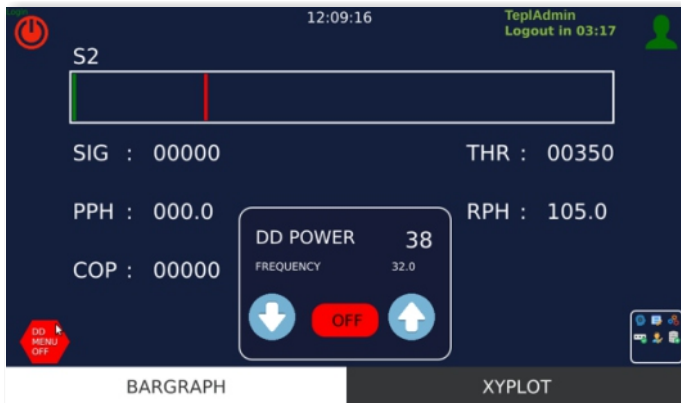 Login
12:09:16
TeplAdmin
Logout in 03:17
S2
SIG : 00000
THR : 00350
PPH : 000.0
RPH : 105.0
COP : 00000
DD POWER 38
FREQUENCY 32.0
OFF
DD
MENU
OFF
BARGRAPH
XYPLOT